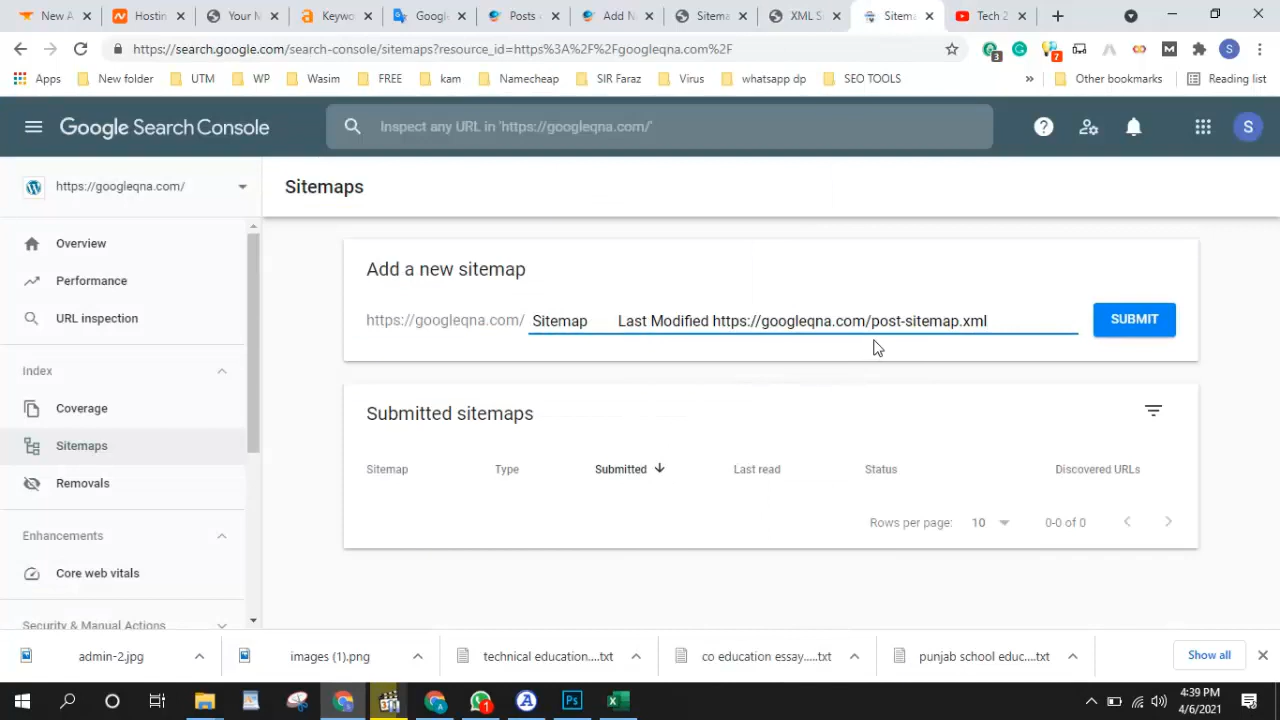 New A
Hostin
Your N
Keywo
Googl
Posts
Add N
Sitema
XML S
Sitema
Tech 2
https://search.google.com/search-console/sitemaps?resource_id=https%3A%2F%2Fgoogleqna.com%2F
3
7
M
S
Apps
New folder
UTM
WP
Wasim
FREE
kam
Namecheap
SIR Faraz
Virus
whatsapp dp
SEO TOOLS
»
Other bookmarks
Reading list
Google Search Console
Inspect any URL in 'https://googleqna.com/'
S
https://googleqna.com/
Sitemaps
Overview
Performance
URL inspection
Index
Coverage
Sitemaps
Removals
Enhancements
Core web vitals
Security & Manual Actions
Add a new sitemap
https://googleqna.com/ Sitemap Last Modified https://googleqna.com/post-sitemap.xml
SUBMIT
Submitted sitemaps
Sitemap Type Submitted Last read Status Discovered URLs
Rows per page: 10 0-0 of 0
admin-2.jpg
images (1).png
technical education....txt
co education essay....txt
punjab school educ....txt
Show all
1
Ps
4:39 PM
4/6/2021